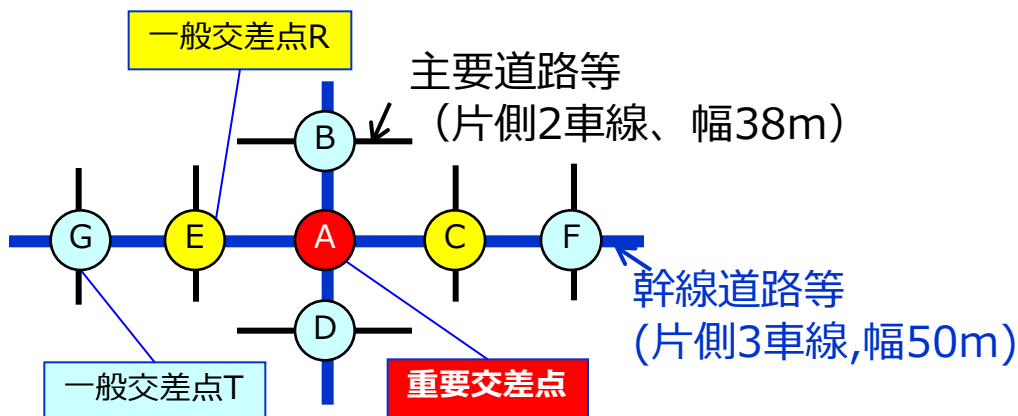 一般交差点R
主要道路等
（片側2車線、幅38m）
B
G
E
A
C
F
D
幹線道路等
(片側3車線,幅50m)
一般交差点T
重要交差点